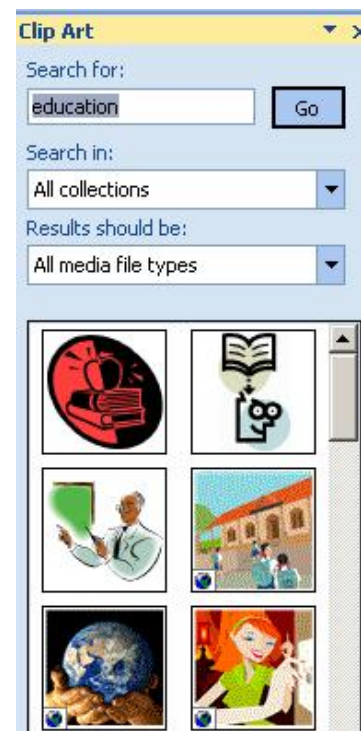 Clip Art
Search for:
education
Go
Search in:
All collections
Results should be:
All media file types